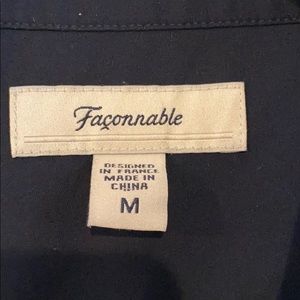 Façonnable
DESIGNED
IN FRANCE
MADE IN
CHINA
M